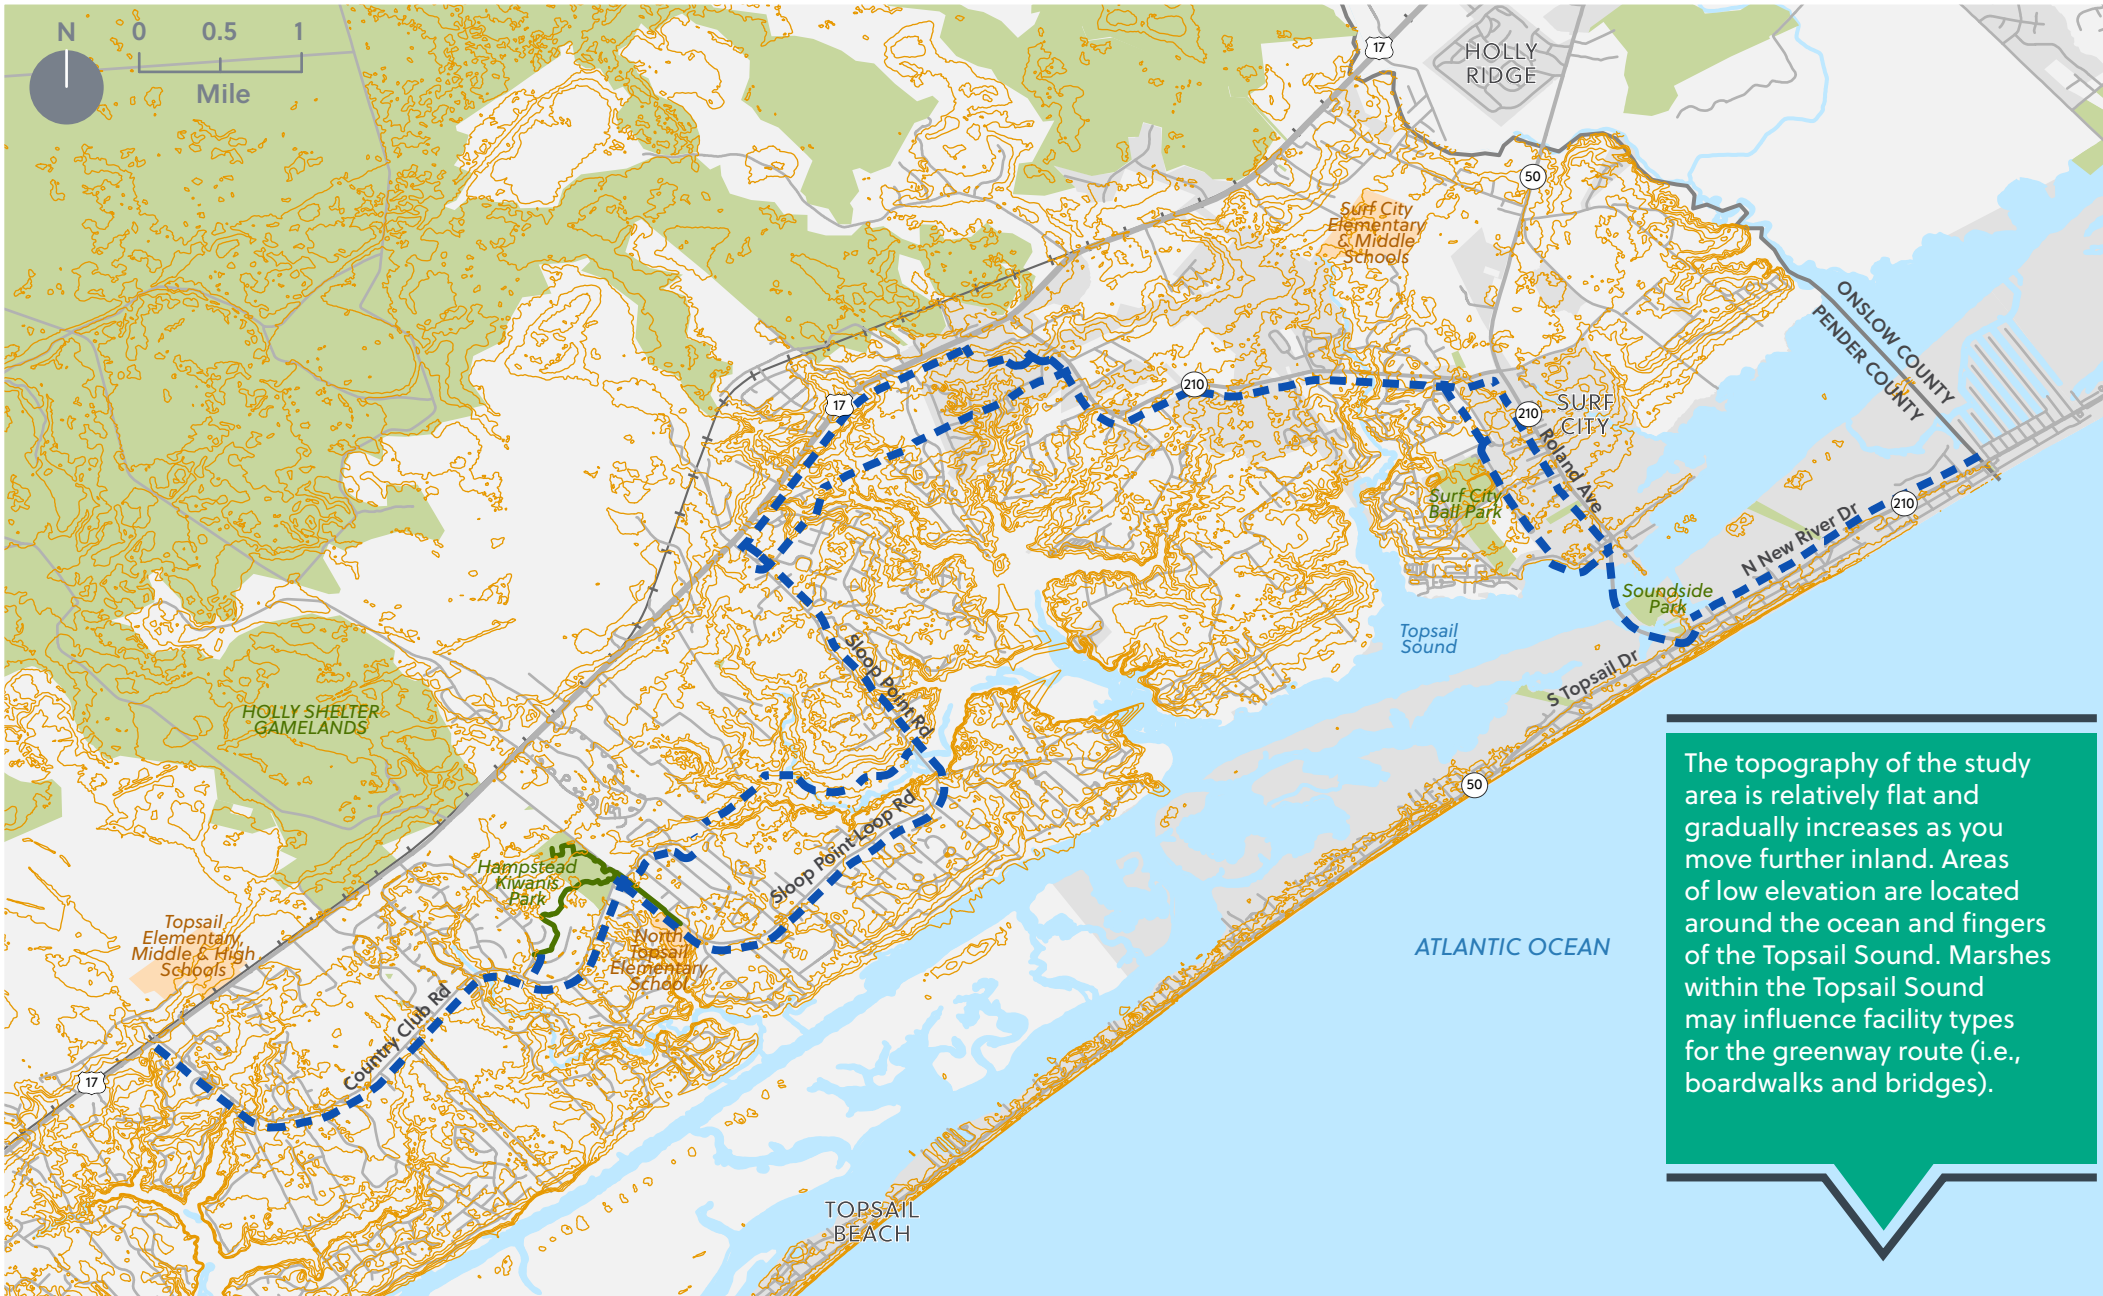 N
0 0.5 1
Mile
17
HOLLY
RIDGE
50
Surf City
Elementary
& Middle
Schools
ONSLOW COUNTY
PENDER COUNTY
17
210
210
SURF
CITY
Roland Ave
Surf City
Ball Park
210
N New River Dr
Soundside
Park
Topsail
Sound
S Topsail Dr
Sloop Point Rd
HOLLY SHELTER
GAMELANDS
50
Sloop Point Loop Rd
Hampstead
Kiwanis
Park
Topsail
Elementary,
Middle & High
Schools
North
Topsail
Elementary
School
ATLANTIC OCEAN
Country Club Rd
17
TOPSAIL
BEACH
The topography of the study
area is relatively flat and
gradually increases as you
move further inland. Areas
of low elevation are located
around the ocean and fingers
of the Topsail Sound. Marshes
within the Topsail Sound
may influence facility types
for the greenway route (i.e.,
boardwalks and bridges).